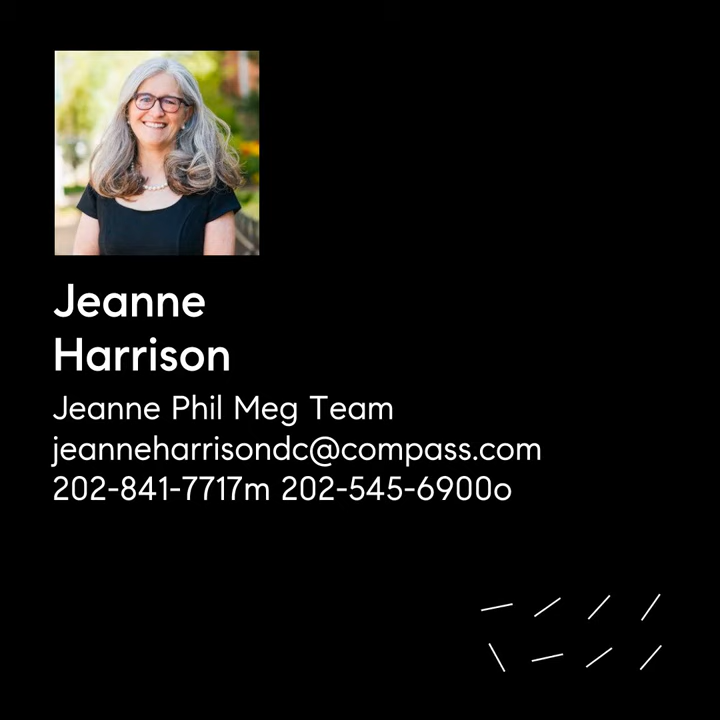 Jeanne
Harrison
Jeanne Phil Meg Team
jeanneharrisondc@compass.com
202-841-7717m 202-545-6900o